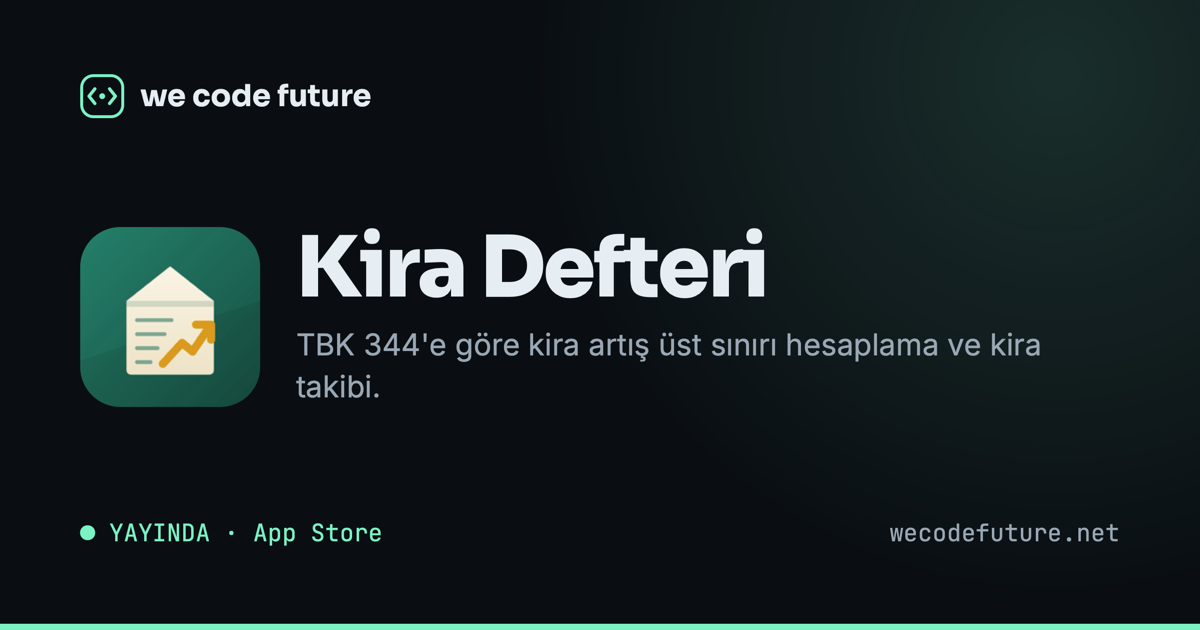 we code future
Kira Defteri
TBK 344'e göre kira artış üst sınırı hesaplama ve kira
takibi.
YAYINDA · App Store
wecodefuture.net